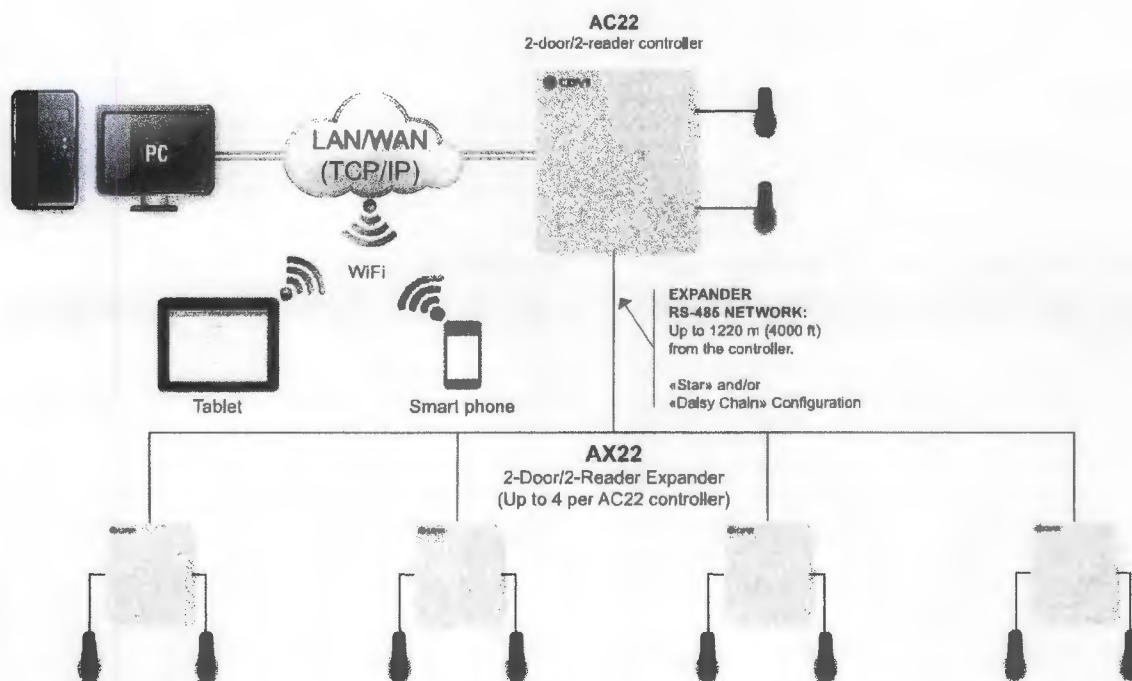 AC22
2-door/2-reader controller
CDVI
PC
LAN/WAN
(TCP/IP)
WiFi
Tablet
Smart phone
EXPANDER
RS-485 NETWORK:
Up to 1220 m (4000 ft)
from the controller.
«Star» and/or
«Daisy Chain» Configuration
AX22
2-Door/2-Reader Expander
(Up to 4 per AC22 controller)